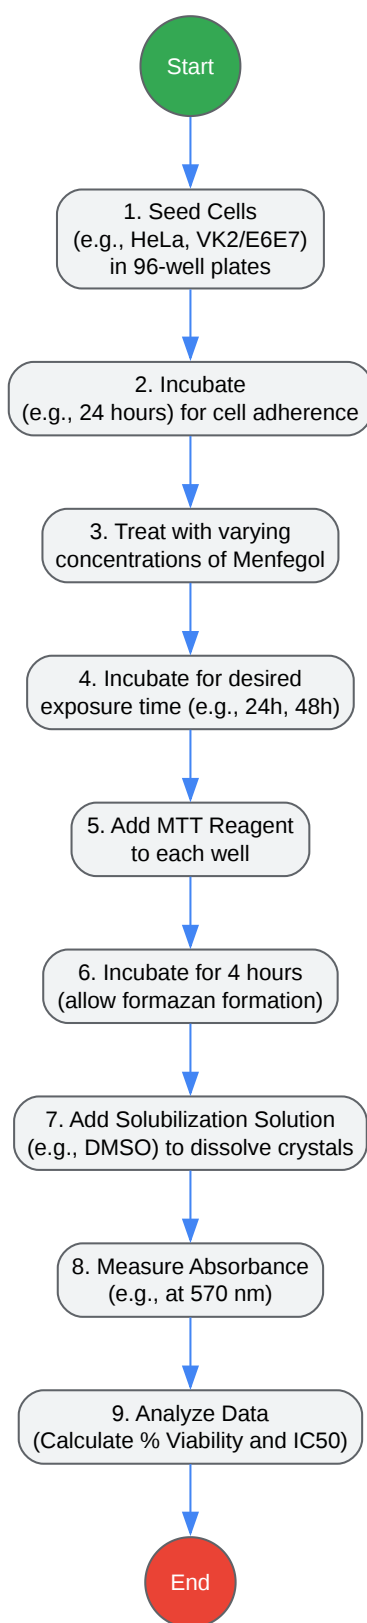 Start
1. Seed Cells
(e.g., HeLa, VK2/E6E7)
in 96-well plates
2. Incubate
(e.g., 24 hours) for cell adherence
3. Treat with varying
concentrations of Menfegol
4. Incubate for desired
exposure time (e.g., 24h, 48h)
5. Add MTT Reagent
to each well
6. Incubate for 4 hours
(allow formazan formation)
7. Add Solubilization Solution
(e.g., DMSO) to dissolve crystals
8. Measure Absorbance
(e.g., at 570 nm)
9. Analyze Data
(Calculate % Viability and IC50)
End